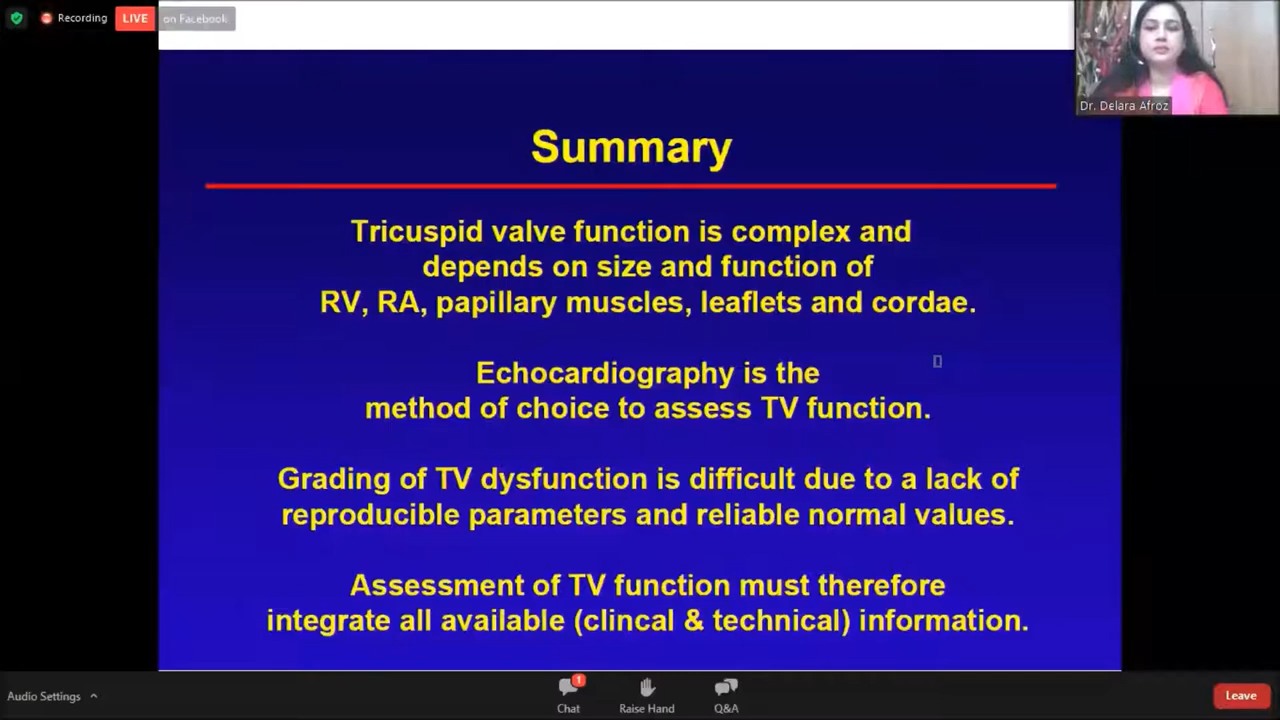 Recording
LIVE
on Facebook
Dr. Delara Afroz
Summary
Tricuspid valve function is complex and
depends on size and function of
RV, RA, papillary muscles, leaflets and cordae.
Echocardiography is the
method of choice to assess TV function.
Grading of TV dysfunction is difficult due to a lack of
reproducible parameters and reliable normal values.
Assessment of TV function must therefore
integrate all available (clincal & technical) information.
Audio Settings
1
Chat
Raise Hand
Q&A
Leave